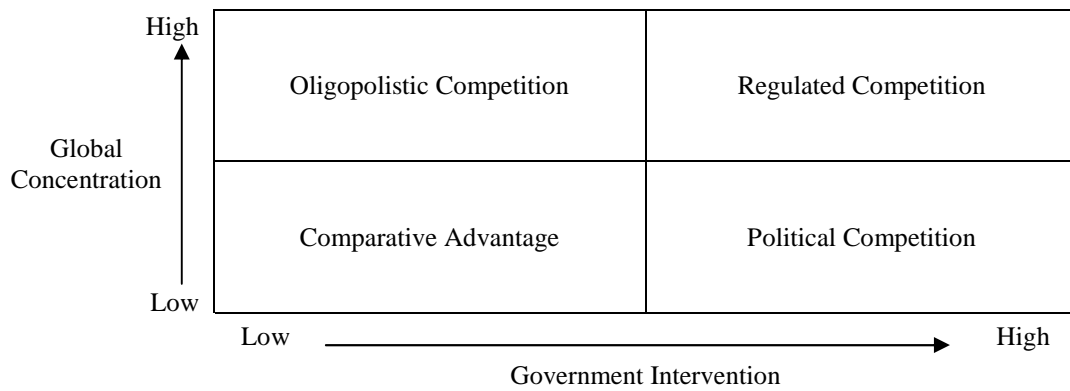 High
Oligopolistic Competition
Regulated Competition
Global
Concentration
Comparative Advantage
Political Competition
Low
Low
High
Government Intervention